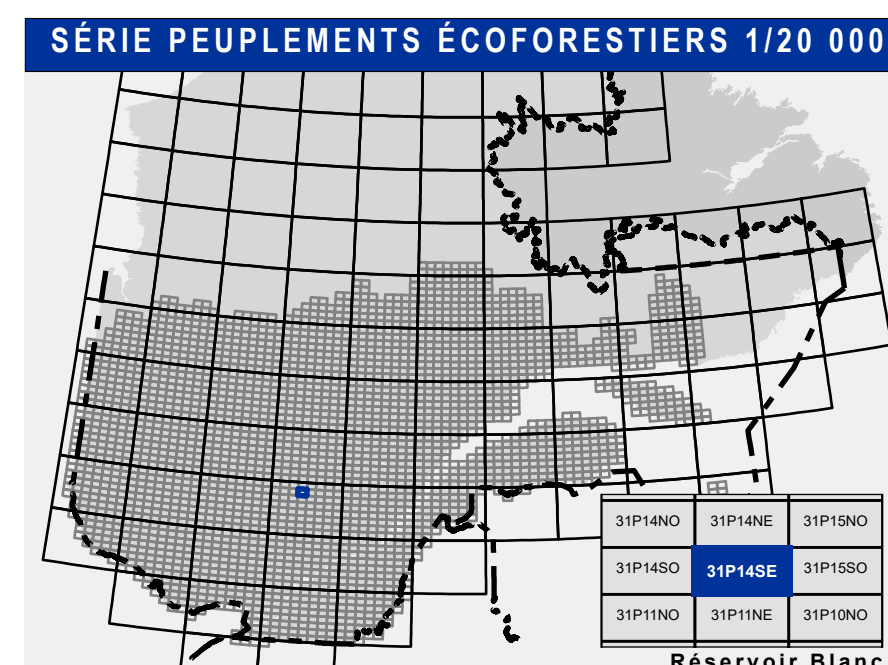 SÉRIE PEUPLEMENTS ÉCOFORESTIERS 1/20 000
31P14NO 31P14NE 31P15NO
31P14SO 31P14SE 31P15SO
31P11NO 31P11NE 31P10NO
Réservoir Blanc